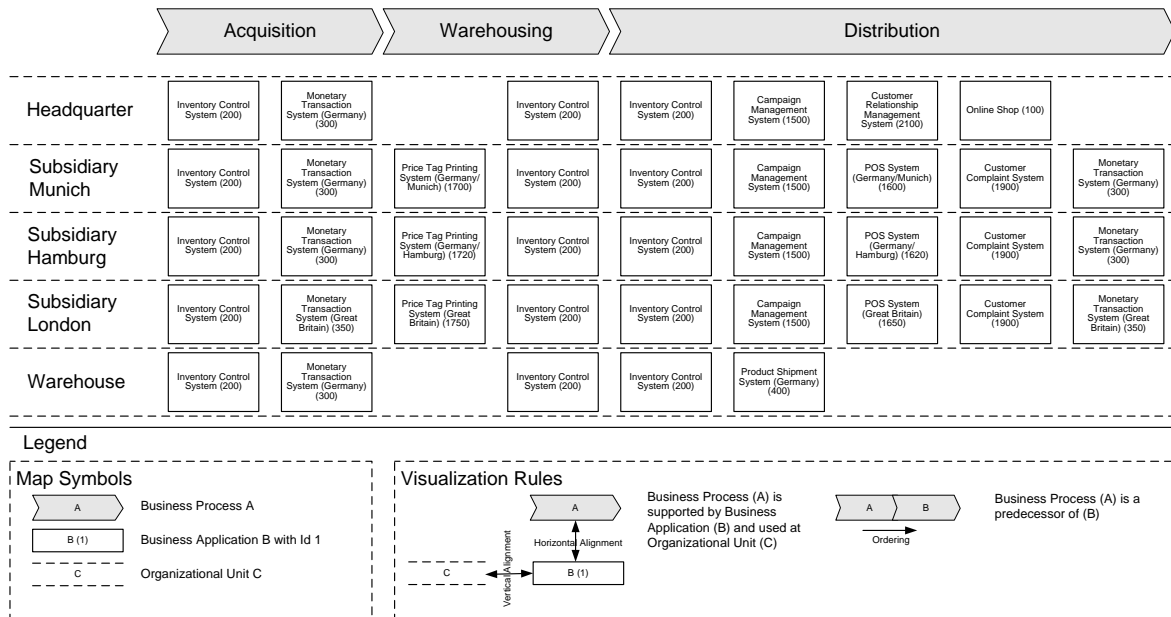 Acquisition
Warehousing
Distribution
Headquarter
Inventory Control
System (200)
Monetary
Transaction
System (Germany)
(300)
Inventory Control
System (200)
Inventory Control
System (200)
Campaign
Management
System (1500)
Customer
Relationship
Management
System (2100)
Online Shop (100)
Subsidiary
Munich
Inventory Control
System (200)
Monetary
Transaction
System (Germany)
(300)
Price Tag Printing
System (Germany/
Munich) (1700)
Inventory Control
System (200)
Inventory Control
System (200)
Campaign
Management
System (1500)
POS System
(Germany/Munich)
(1600)
Customer
Complaint System
(1900)
Monetary
Transaction
System (Germany)
(300)
Subsidiary
Hamburg
Inventory Control
System (200)
Monetary
Transaction
System (Germany)
(300)
Price Tag Printing
System (Germany/
Hamburg) (1720)
Inventory Control
System (200)
Inventory Control
System (200)
Campaign
Management
System (1500)
POS System
(Germany/
Hamburg) (1620)
Customer
Complaint System
(1900)
Monetary
Transaction
System (Germany)
(300)
Subsidiary
London
Inventory Control
System (200)
Monetary
Transaction
System (Great
Britain) (350)
Price Tag Printing
System (Great
Britain) (1750)
Inventory Control
System (200)
Inventory Control
System (200)
Campaign
Management
System (1500)
POS System
(Great Britain)
(1650)
Customer
Complaint System
(1900)
Monetary
Transaction
System (Great
Britain) (350)
Warehouse
Inventory Control
System (200)
Monetary
Transaction
System (Germany)
(300)
Inventory Control
System (200)
Inventory Control
System (200)
Product Shipment
System (Germany)
(400)
Legend
Map Symbols
A
Business Process A
B (1)
Business Application B with Id 1
C
Organizational Unit C
Visualization Rules
A
Horizontal Alignment
C
Vertical Alignment
B (1)
Business Process (A) is
supported by Business
Application (B) and used at
Organizational Unit (C)
A
B
Ordering
Business Process (A) is a
predecessor of (B)